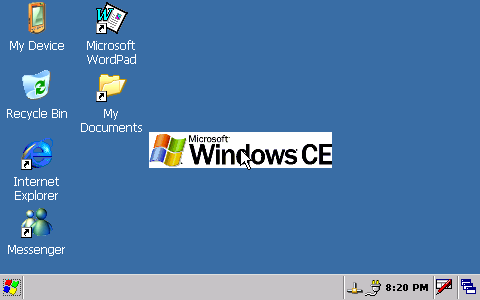 My Device
Microsoft
WordPad
Recycle Bin
My
Documents
Microsoft
Windows CE
Internet
Explorer
Messenger
8:20 PM